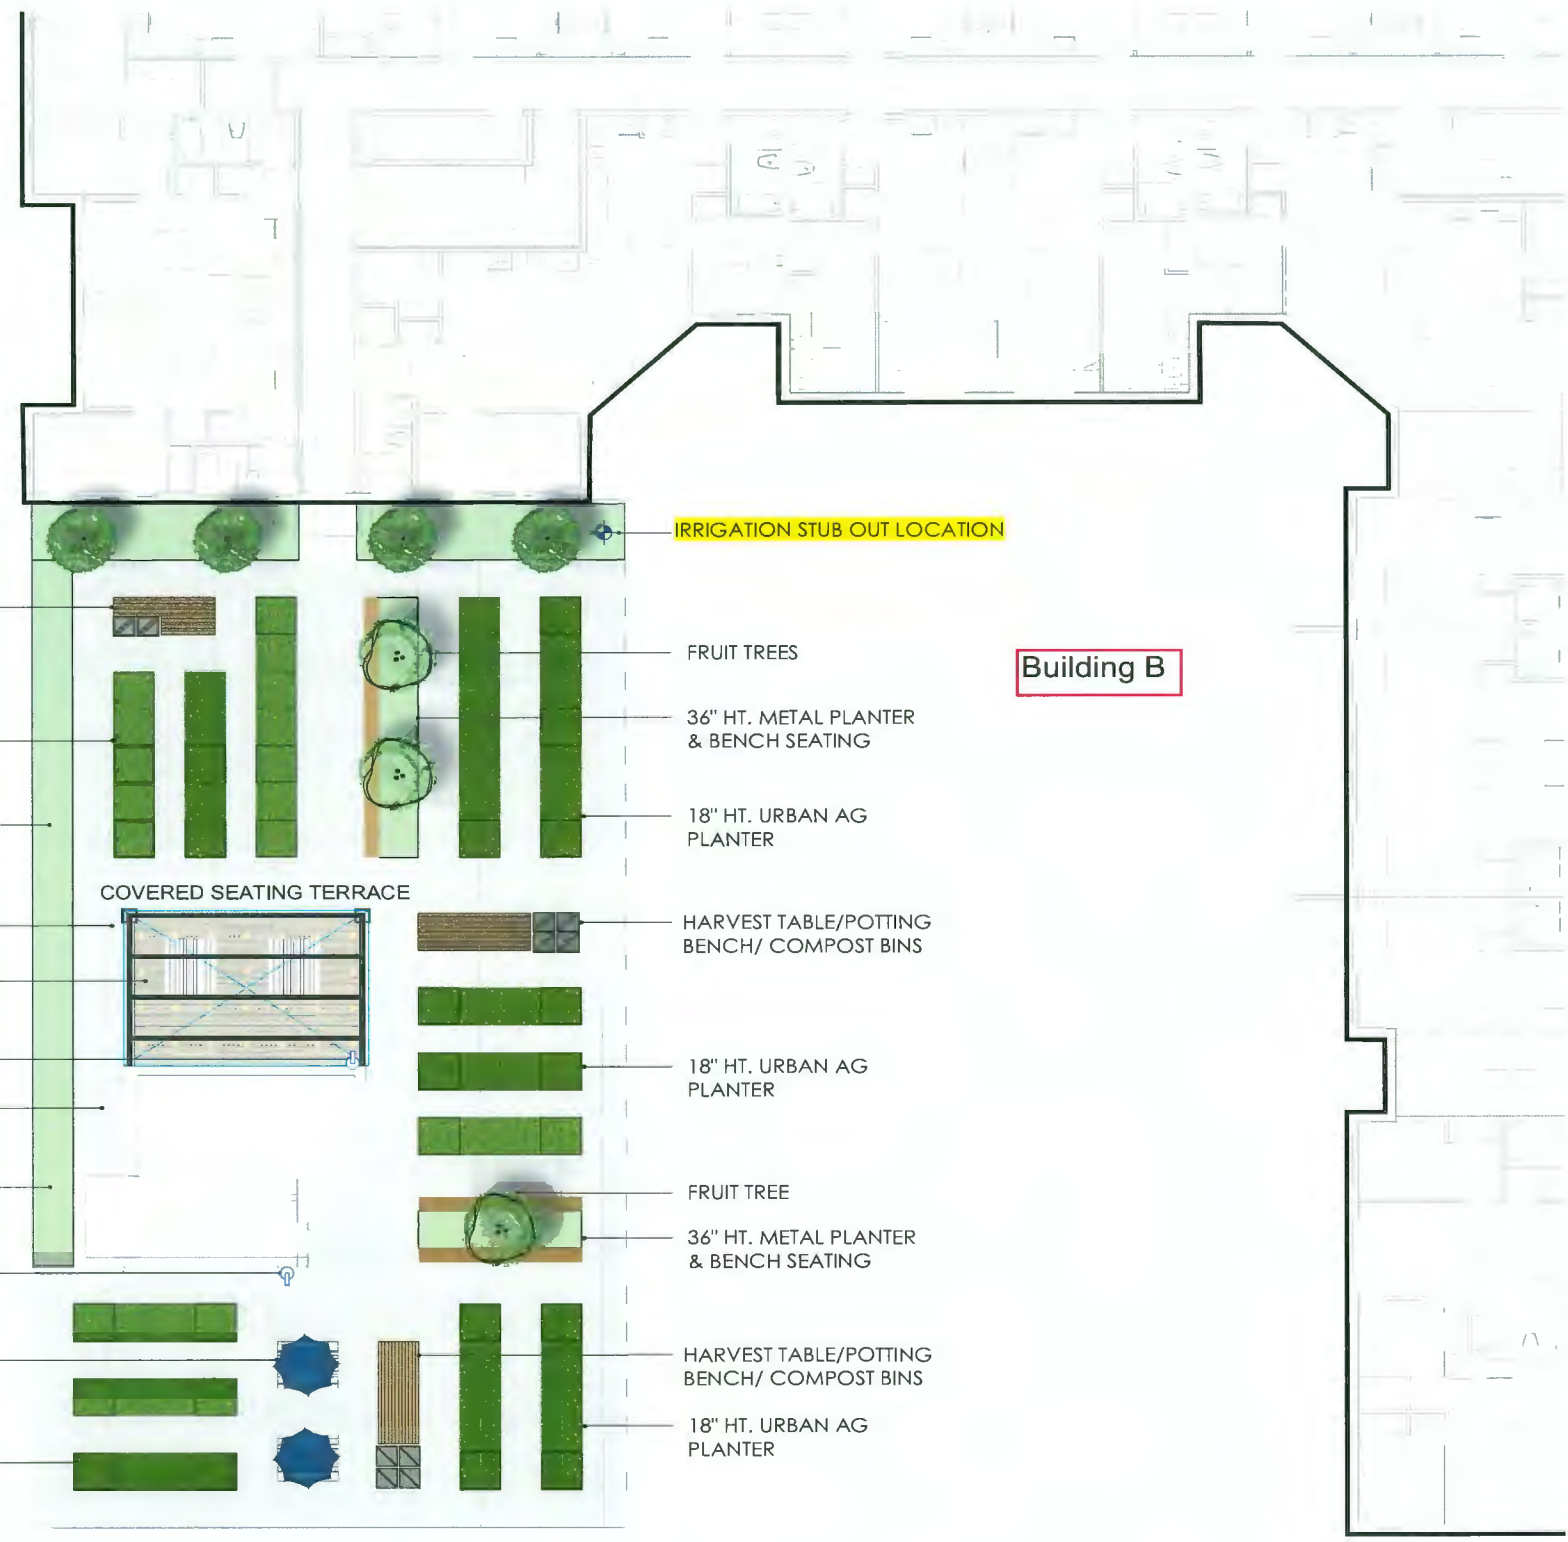 IRRIGATION STUB OUT LOCATION
FRUIT TREES
Building B
36" HT. METAL PLANTER
& BENCH SEATING
18" HT. URBAN AG
PLANTER
COVERED SEATING TERRACE
HARVEST TABLE/POTTING
BENCH/ COMPOST BINS
18" HT. URBAN AG
PLANTER
FRUIT TREE
36" HT. METAL PLANTER
& BENCH SEATING
HARVEST TABLE/POTTING
BENCH/ COMPOST BINS
18" HT. URBAN AG
PLANTER